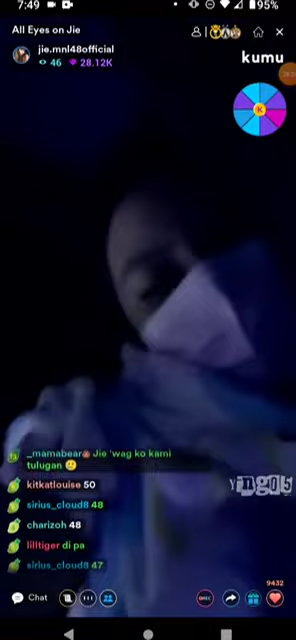 7:49
95%
All Eyes on Jie
jie.mnl48official
46 28.12K
kumu
K
_mamabear Jie 'wag ko kami
tulugan
kitkatlouise 50
sirius_cloud8 48
charizoh 48
lilltiger di pa
sirius_cloud8 47
Yngo5
9432
Chat